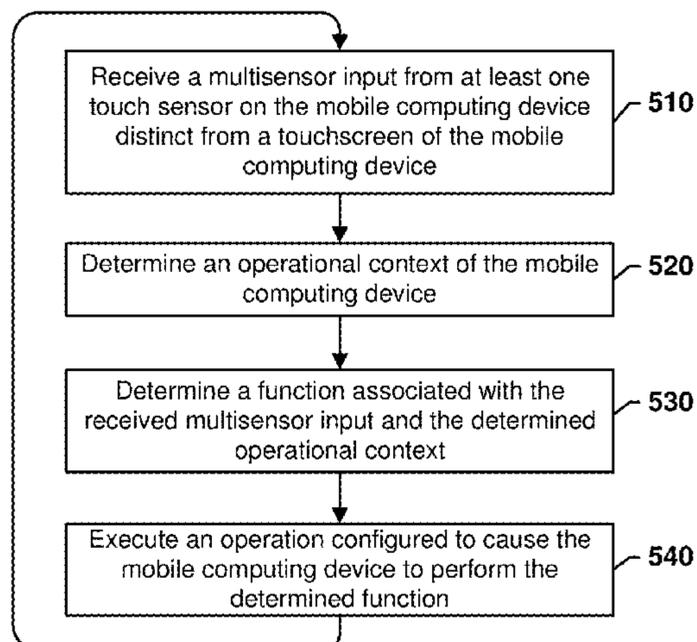 Receive a multisensor input from at least one
touch sensor on the mobile computing device
distinct from a touchscreen of the mobile
computing device
510
Determine an operational context of the mobile
computing device
520
Determine a function associated with the
received multisensor input and the determined
operational context
530
Execute an operation configured to cause the
mobile computing device to perform the
determined function
540